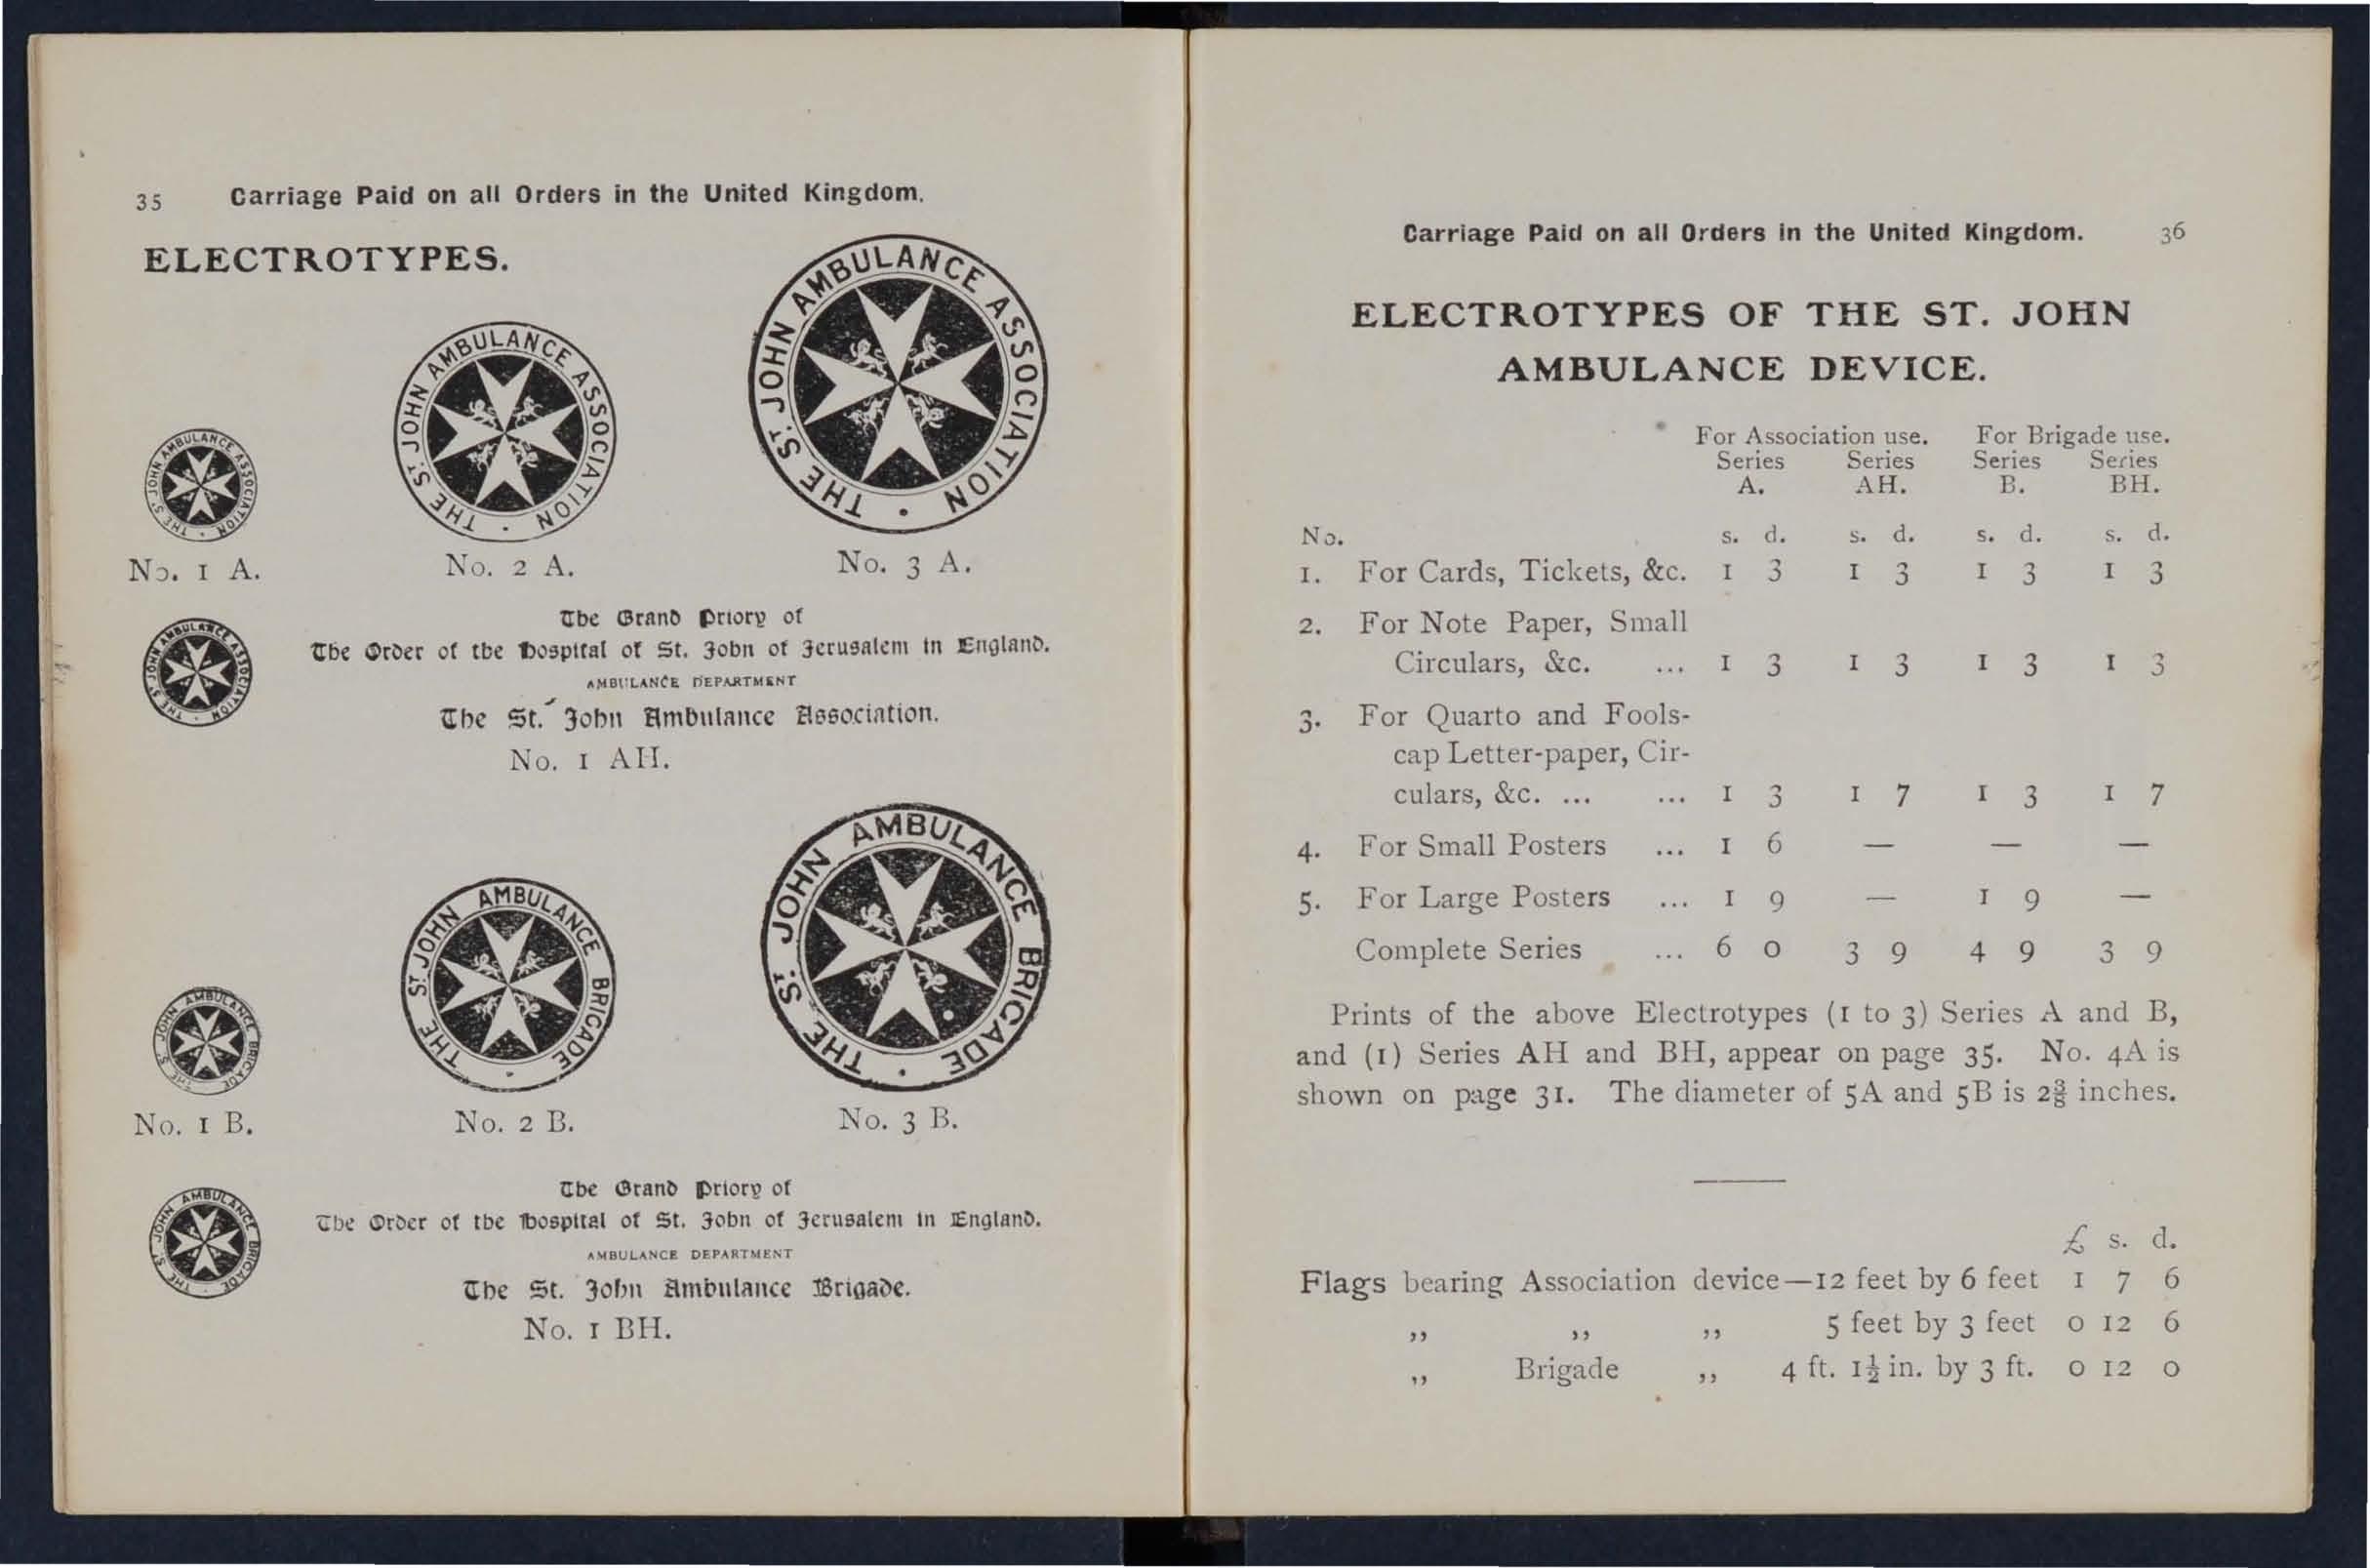 35 Carriage Paid on all Orders in the United Kingdom.
ELECTROTYPES.
THE ST. JOHN AMBULANCE ASSOCIATION
THE ST. JOHN AMBULANCE ASSOCIATION
THE ST. JOHN AMBULANCE ASSOCIATION
No. 1 A. No. 2 A. No. 3 A.
THE ST. JOHN AMBULANCE ASSOCIATION
The Grand Priory of
The Order of the Hospital of St. John of Jerusalem in England.
AMBULANCE DEPARTMENT
The St. John Ambulance Association.
No. 1 AH.
THE ST. JOHN AMBULANCE BRIGADE
THE ST. JOHN AMBULANCE BRIGADE
THE ST. JOHN AMBULANCE BRIGADE
No. 1 B. No. 2 B. No. 3 B.
THE ST. JOHN AMBULANCE BRIGADE
The Grand Priory of
The Order of the Hospital of St. John of Jerusalem in England.
AMBULANCE DEPARTMENT
The St. John Ambulance Brigade.
No. 1 BH.
Carriage Paid on all Orders in the United Kingdom. 36
ELECTROTYPES OF THE ST. JOHN
AMBULANCE DEVICE.
For Association use. For Brigade use.
Series Series Series Series
A. AH. B. BH.
No. s. d. s. d. s. d. s. d.
1. For Cards, Tickets, &c. 1 3 1 3 1 3 1 3
2. For Note Paper, Small
Circulars, &c. ... 1 3 1 3 1 3 1 3
3. For Quarto and Fools-
cap Letter-paper, Cir-
culars, &c. ... ... 1 3 1 7 1 3 1 7
4. For Small Posters ... 1 6 — — —
5. For Large Posters ... 1 9 — 1 9 —
Complete Series ... 6 0 3 9 4 9 3 9
Prints of the above Electrotypes (1 to 3) Series A and B,
and (1) Series AH and BH, appear on page 35. No. 4A is
shown on page 31. The diameter of 5A and 5B is 2⅜ inches.
£ s. d.
Flags bearing Association device—12 feet by 6 feet 1 7 6
,, ,, ,, 5 feet by 3 feet 0 12 6
,, Brigade ,, 4 ft. 1½ in. by 3 ft. 0 12 0